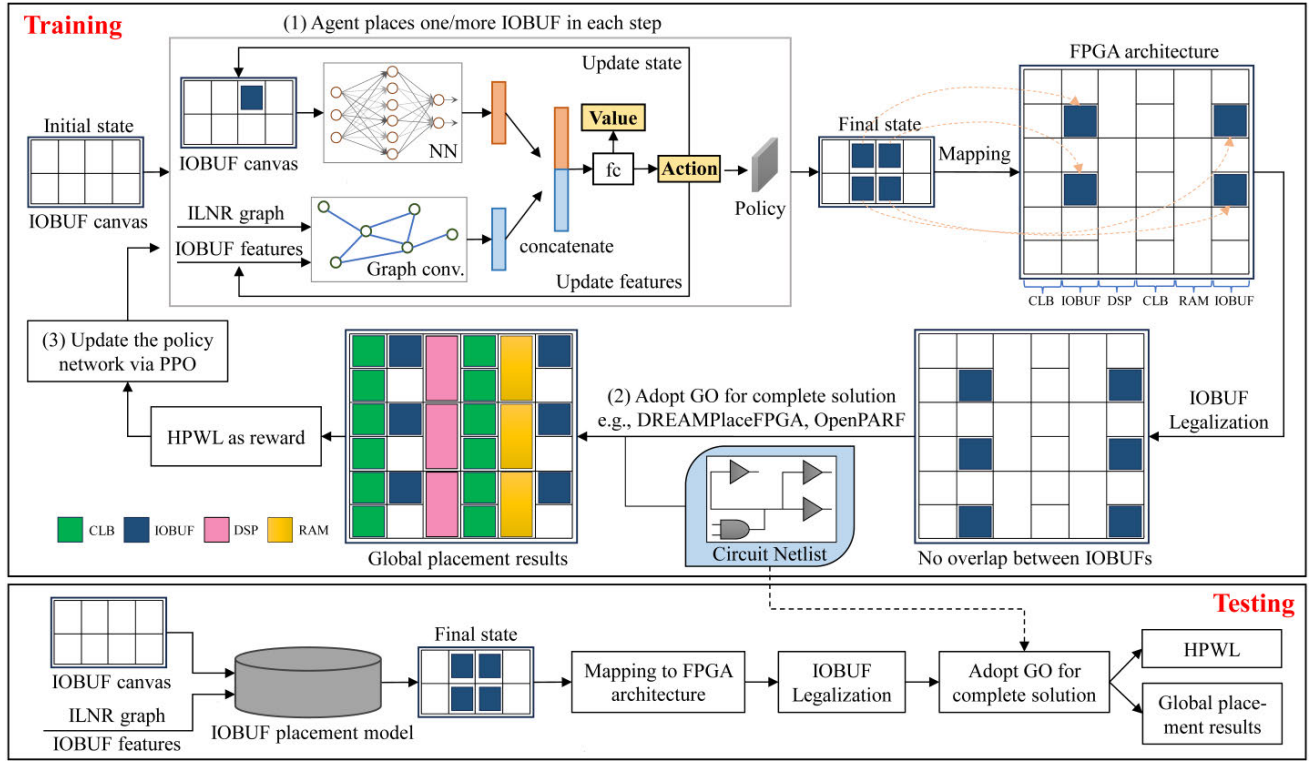 Training
(1) Agent places one/more IOBUF in each step
Update state
Initial state
IOBUF canvas
IOBUF canvas
NN
Value
fc
Action
Policy
ILNR graph
IOBUF features
Graph conv.
concatenate
Update features
Final state
Mapping
FPGA architecture
CLB IOBUF DSP CLB RAM IOBUF
(3) Update the policy
network via PPO
HPWL as reward
CLB IOBUF DSP RAM
Global placement results
(2) Adopt GO for complete solution
e.g., DREAMPlaceFPGA, OpenPARF
Circuit Netlist
No overlap between IOBUFs
IOBUF
Legalization
Testing
IOBUF canvas
ILNR graph
IOBUF features
IOBUF placement model
Final state
Mapping to FPGA
architecture
IOBUF
Legalization
Adopt GO for
complete solution
HPWL
Global place-
ment results